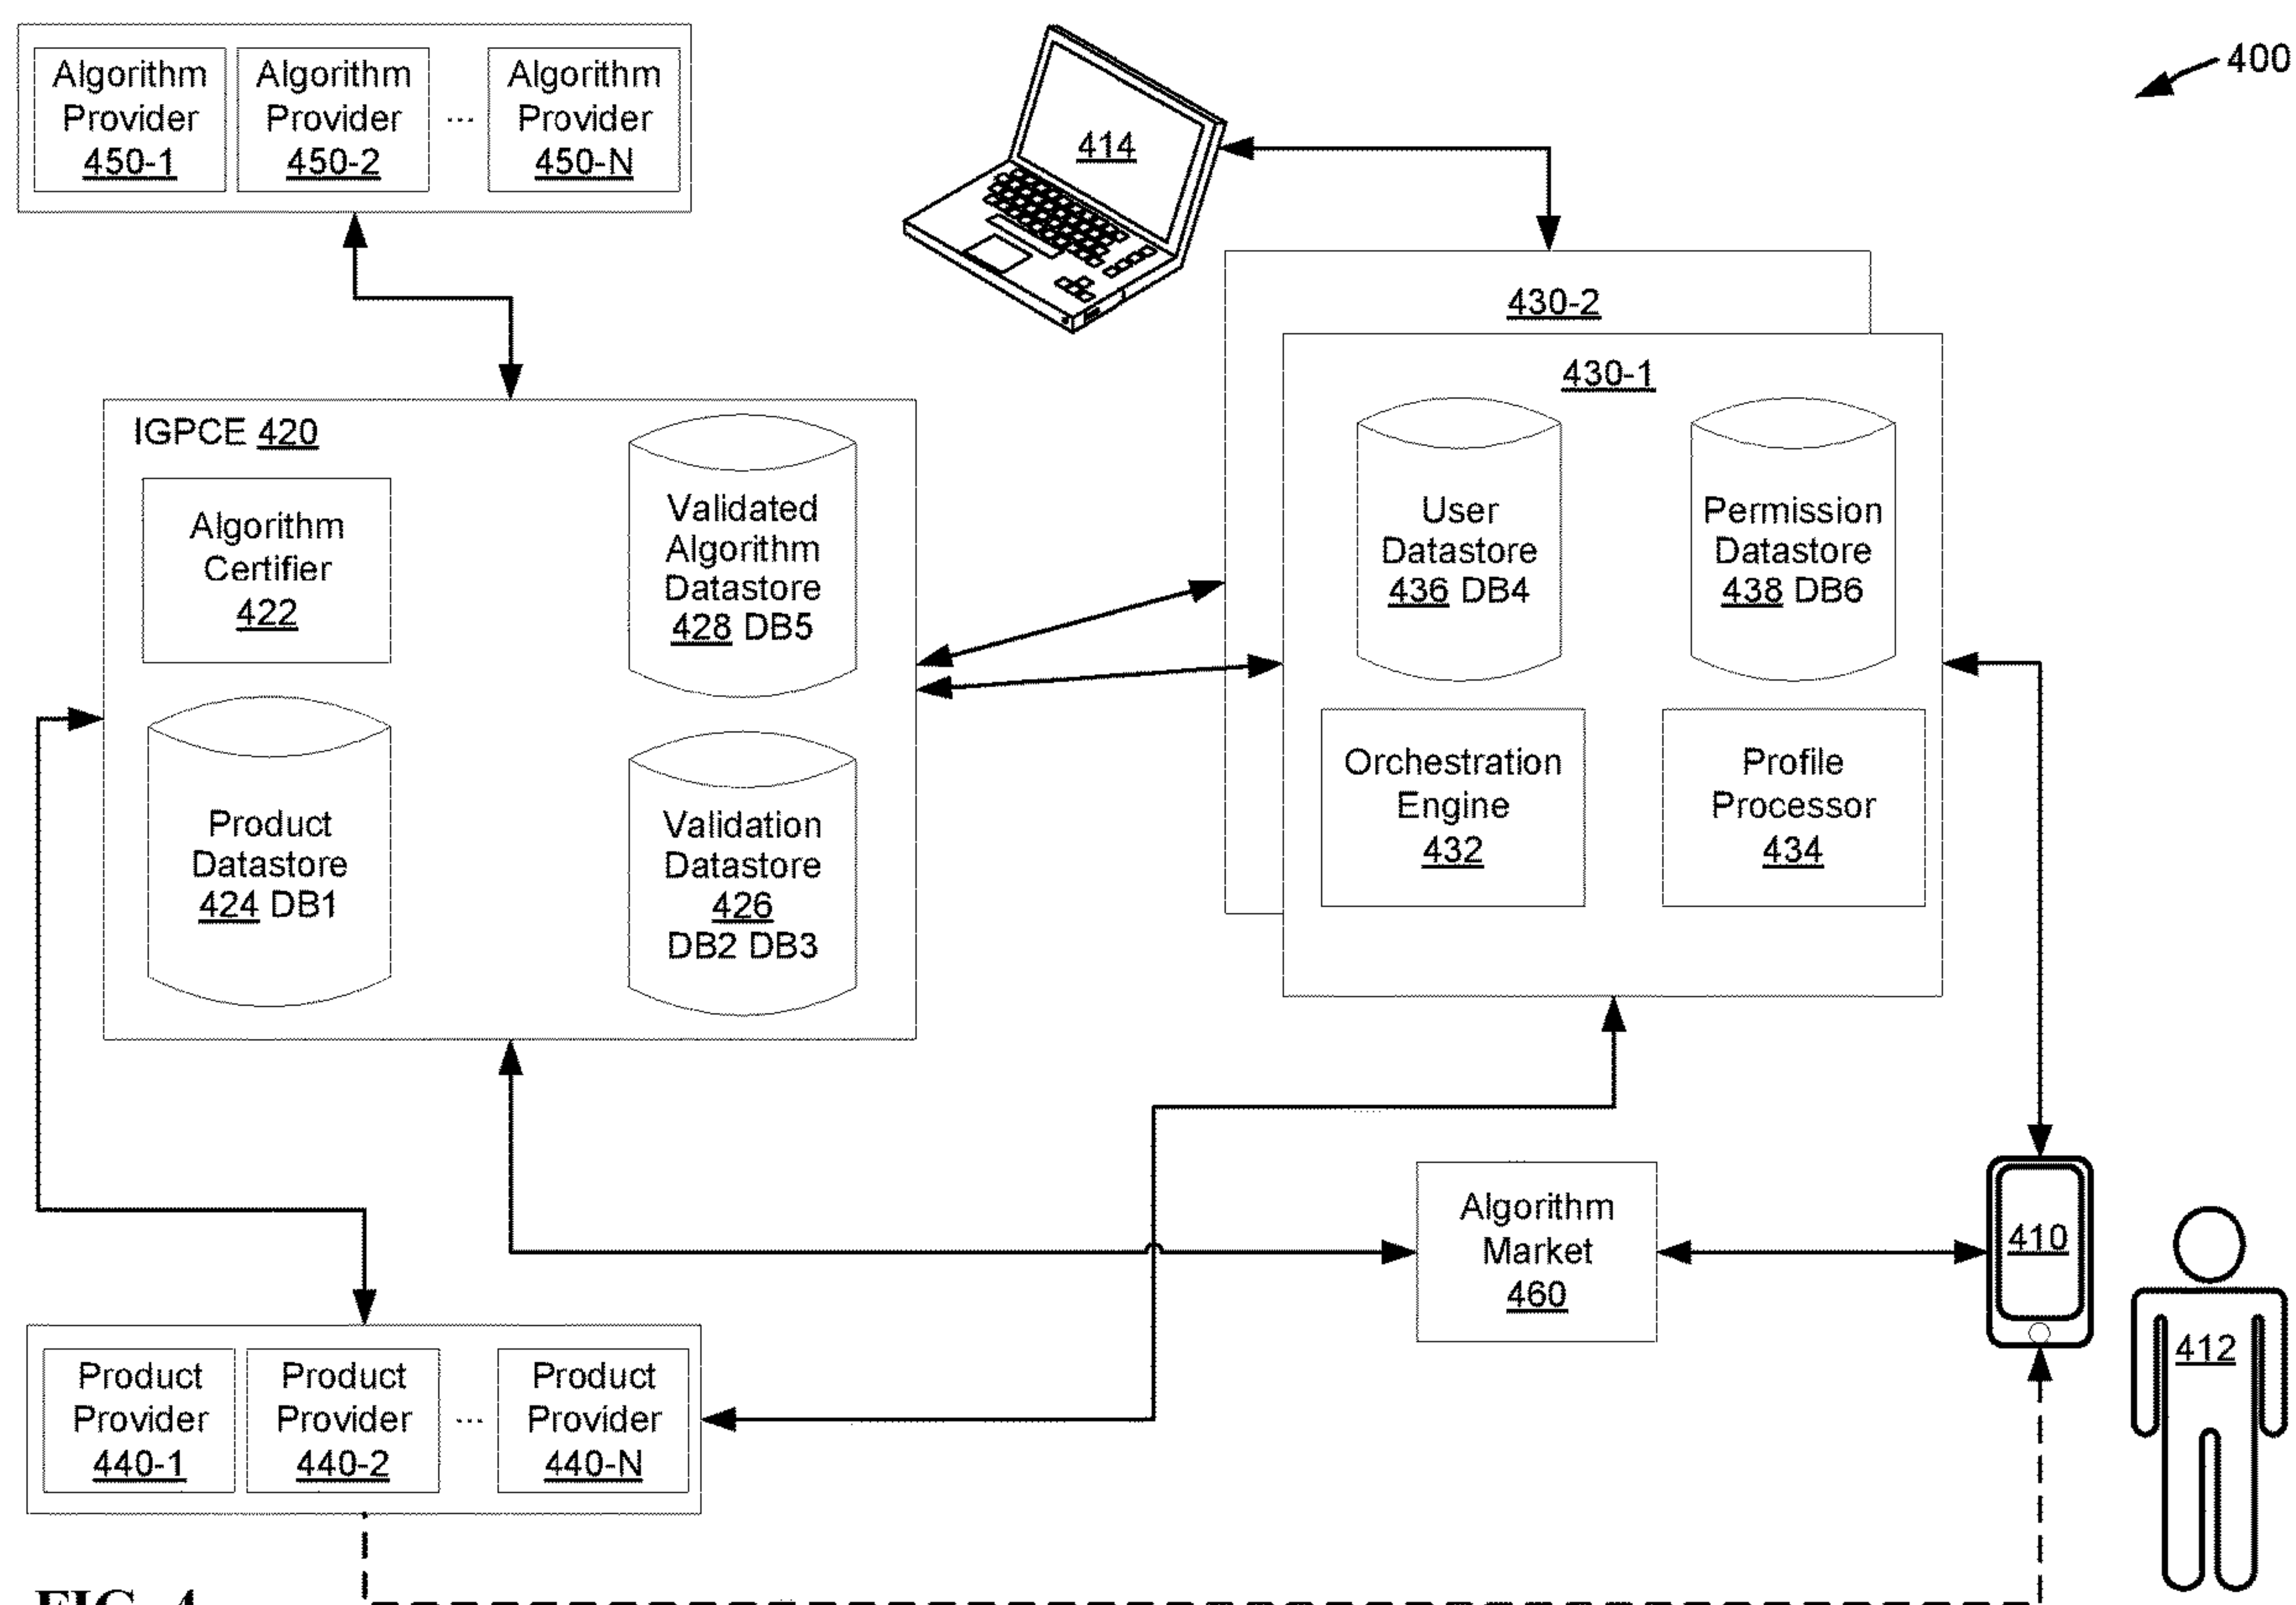 400
Algorithm
Provider
450-1
Algorithm
Provider
450-2
...
Algorithm
Provider
450-N
414
430-2
430-1
IGPCE 420
Algorithm
Certifier
422
Validated
Algorithm
Datastore
428 DB5
Product
Datastore
424 DB1
Validation
Datastore
426
DB2 DB3
User
Datastore
436 DB4
Permission
Datastore
438 DB6
Orchestration
Engine
432
Profile
Processor
434
Algorithm
Market
460
410
412
Product
Provider
440-1
Product
Provider
440-2
...
Product
Provider
440-N
FIG. 4